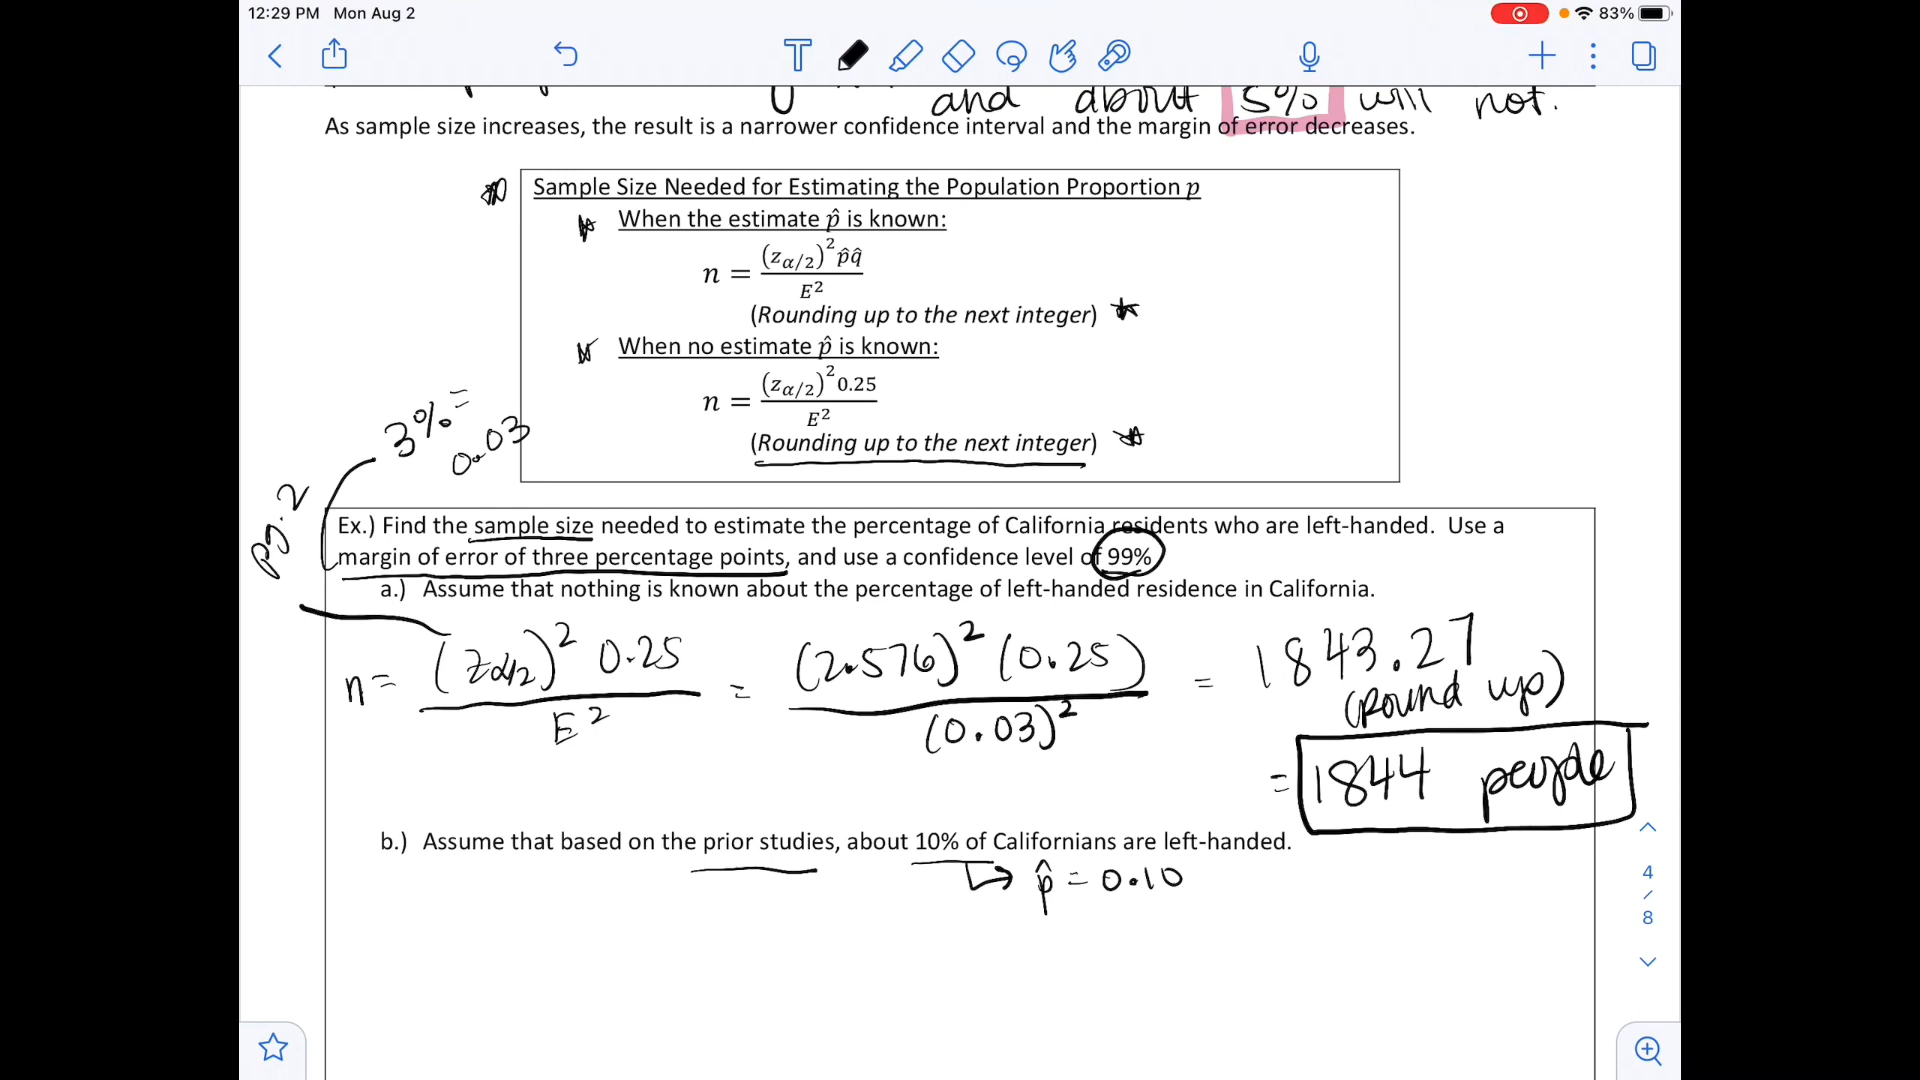 12:29 PM Mon Aug 2
83%
and about 5% will not.
As sample size increases, the result is a narrower confidence interval and the margin of error decreases.
Sample Size Needed for Estimating the Population Proportion p
When the estimate p̂ is known:
n = (z_{α/2})² p̂q̂ / E²
(Rounding up to the next integer)
When no estimate p̂ is known:
n = (z_{α/2})² 0.25 / E²
(Rounding up to the next integer)
3% =
0.03
pg. 2
Ex.) Find the sample size needed to estimate the percentage of California residents who are left-handed. Use a
margin of error of three percentage points, and use a confidence level of 99%
a.) Assume that nothing is known about the percentage of left-handed residence in California.
n = (z_{α/2})² 0.25 / E² = (2.576)² (0.25) / (0.03)² = 1843.27
(Round up)
= 1844 people
b.) Assume that based on the prior studies, about 10% of Californians are left-handed.
p̂ = 0.10
4
/
8